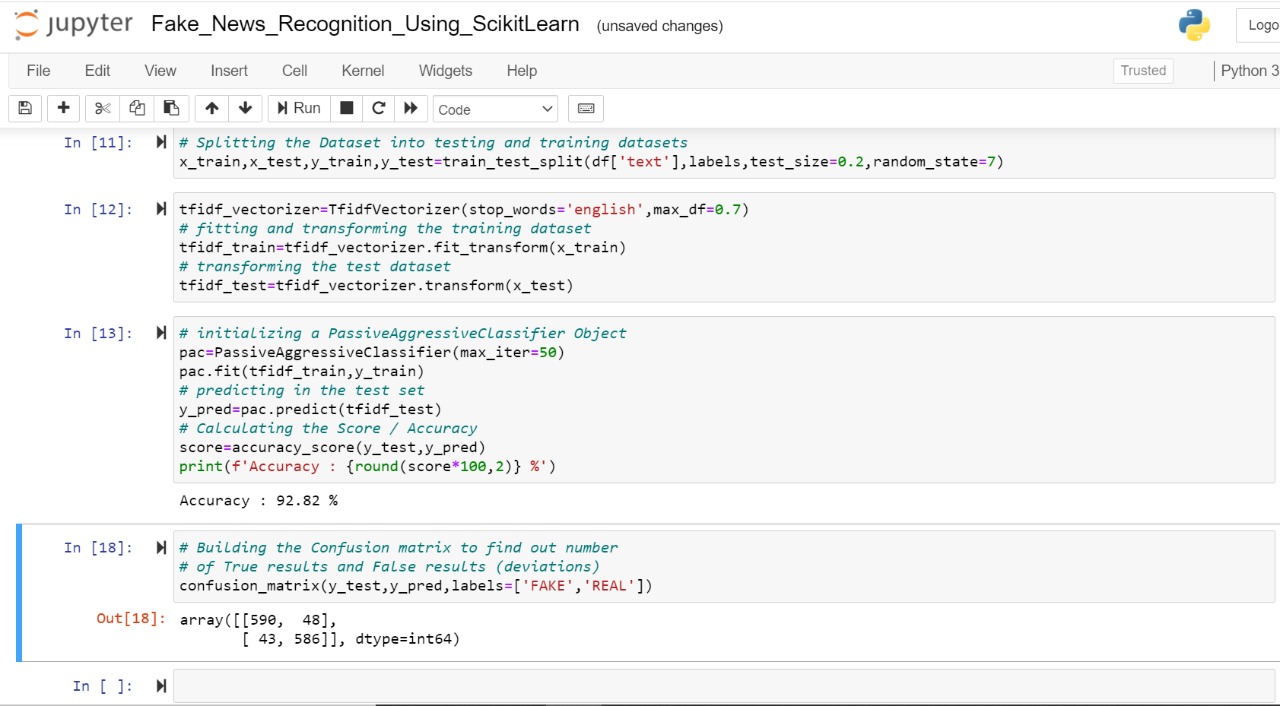 jupyter Fake_News_Recognition_Using_ScikitLearn (unsaved changes) Logo
File Edit View Insert Cell Kernel Widgets Help Trusted Python 3
Run Code
In [11]: # Splitting the Dataset into testing and training datasets
x_train,x_test,y_train,y_test=train_test_split(df['text'],labels,test_size=0.2,random_state=7)
In [12]: tfidf_vectorizer=TfidfVectorizer(stop_words='english',max_df=0.7)
# fitting and transforming the training dataset
tfidf_train=tfidf_vectorizer.fit_transform(x_train)
# transforming the test dataset
tfidf_test=tfidf_vectorizer.transform(x_test)
In [13]: # initializing a PassiveAggressiveClassifier Object
pac=PassiveAggressiveClassifier(max_iter=50)
pac.fit(tfidf_train,y_train)
# predicting in the test set
y_pred=pac.predict(tfidf_test)
# Calculating the Score / Accuracy
score=accuracy_score(y_test,y_pred)
print(f'Accuracy : {round(score*100,2)} %')
Accuracy : 92.82 %
In [18]: # Building the Confusion matrix to find out number
# of True results and False results (deviations)
confusion_matrix(y_test,y_pred,labels=['FAKE','REAL'])
Out[18]: array([[590,  48],
[ 43, 586]], dtype=int64)
In [ ]: